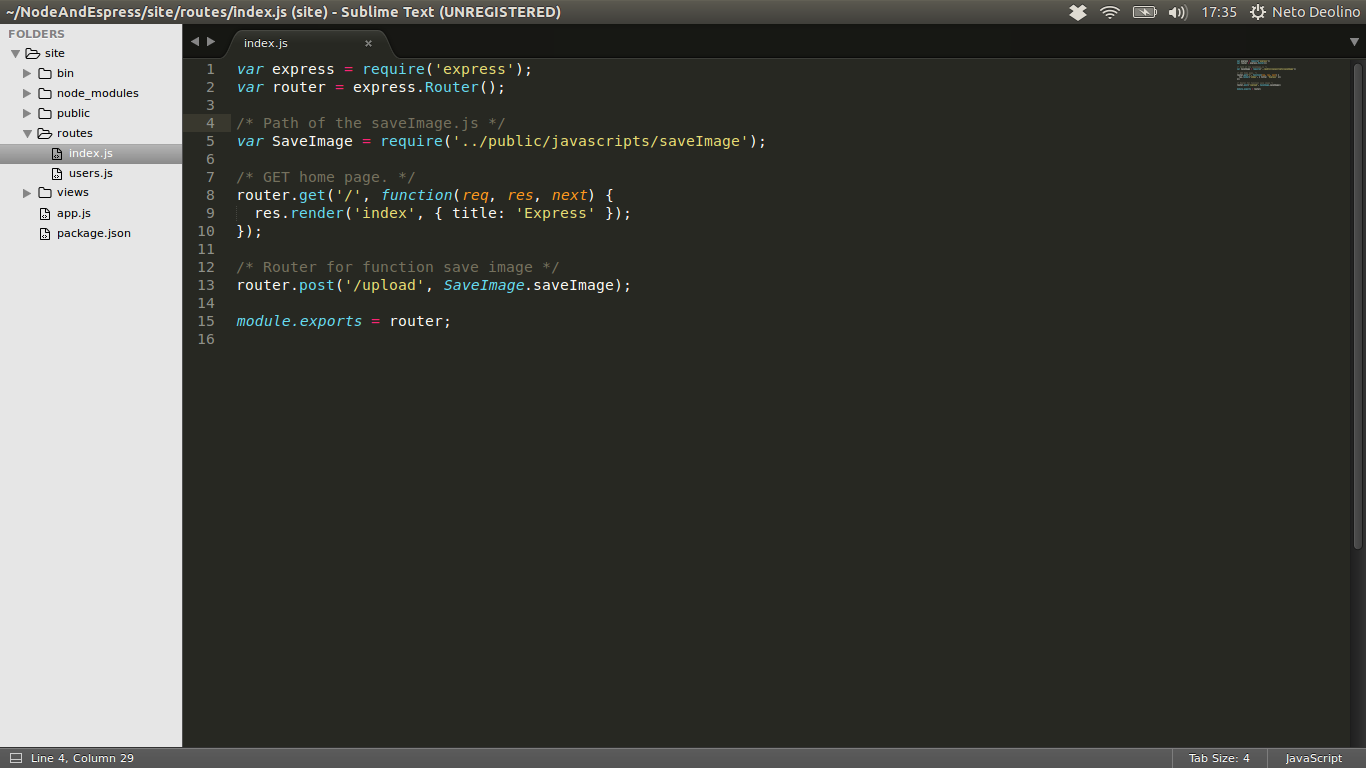 ~/NodeAndEspress/site/routes/index.js (site) - Sublime Text (UNREGISTERED)
17:35
Neto Deolino
FOLDERS
site
bin
node_modules
public
routes
index.js
users.js
views
app.js
package.json
index.js ×
1 var express = require('express');
2 var router = express.Router();
3
4 /* Path of the saveImage.js */
5 var SaveImage = require('../public/javascripts/saveImage');
6
7 /* GET home page. */
8 router.get('/', function(req, res, next) {
9   res.render('index', { title: 'Express' });
10 });
11
12 /* Router for function save image */
13 router.post('/upload', SaveImage.saveImage);
14
15 module.exports = router;
16
Line 4, Column 29
Tab Size: 4
JavaScript